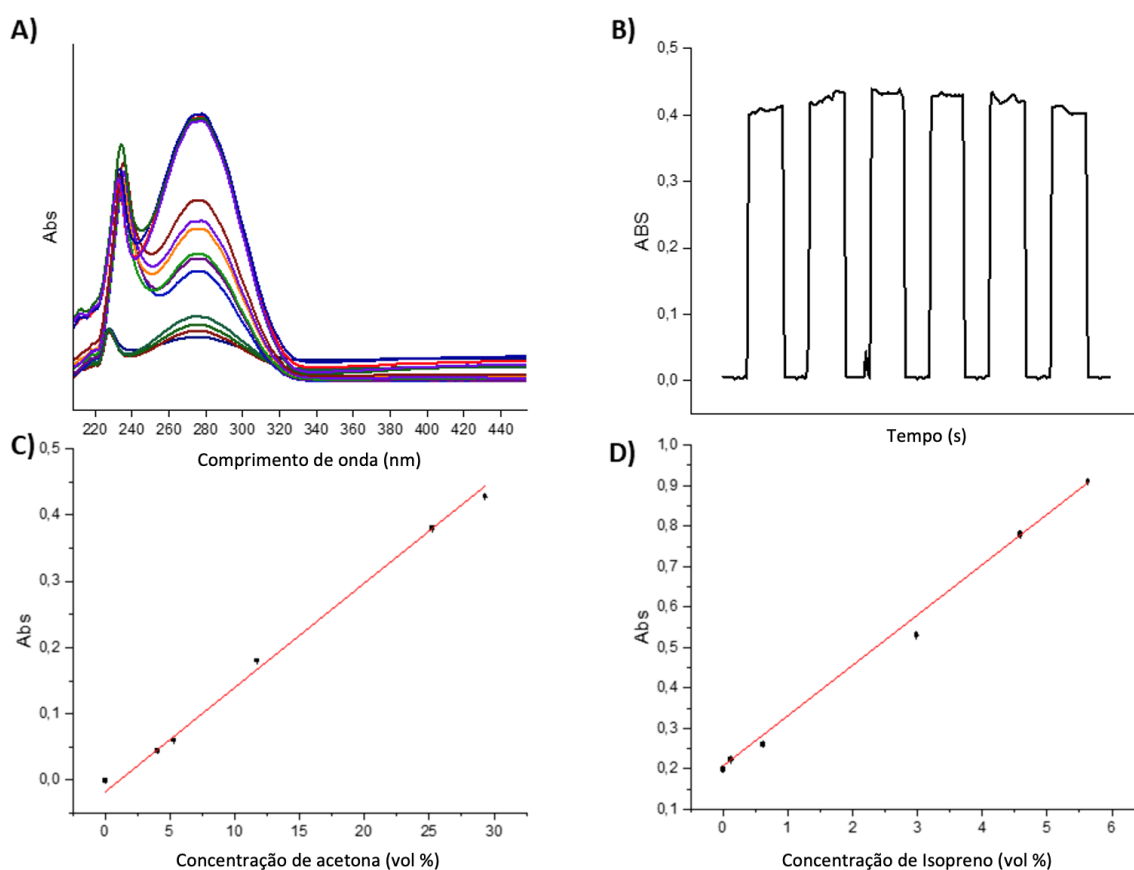 A)
Abs
220 240 260 280 300 320 340 360 380 400 420 440
Comprimento de onda (nm)
B)
ABS
0,5
0,4
0,3
0,2
0,1
0,0
Tempo (s)
C)
Abs
0,5
0,4
0,3
0,2
0,1
0,0
0 5 10 15 20 25 30
Concentração de acetona (vol %)
D)
Abs
1,0
0,9
0,8
0,7
0,6
0,5
0,4
0,3
0,2
0,1
0 1 2 3 4 5 6
Concentração de Isopreno (vol %)